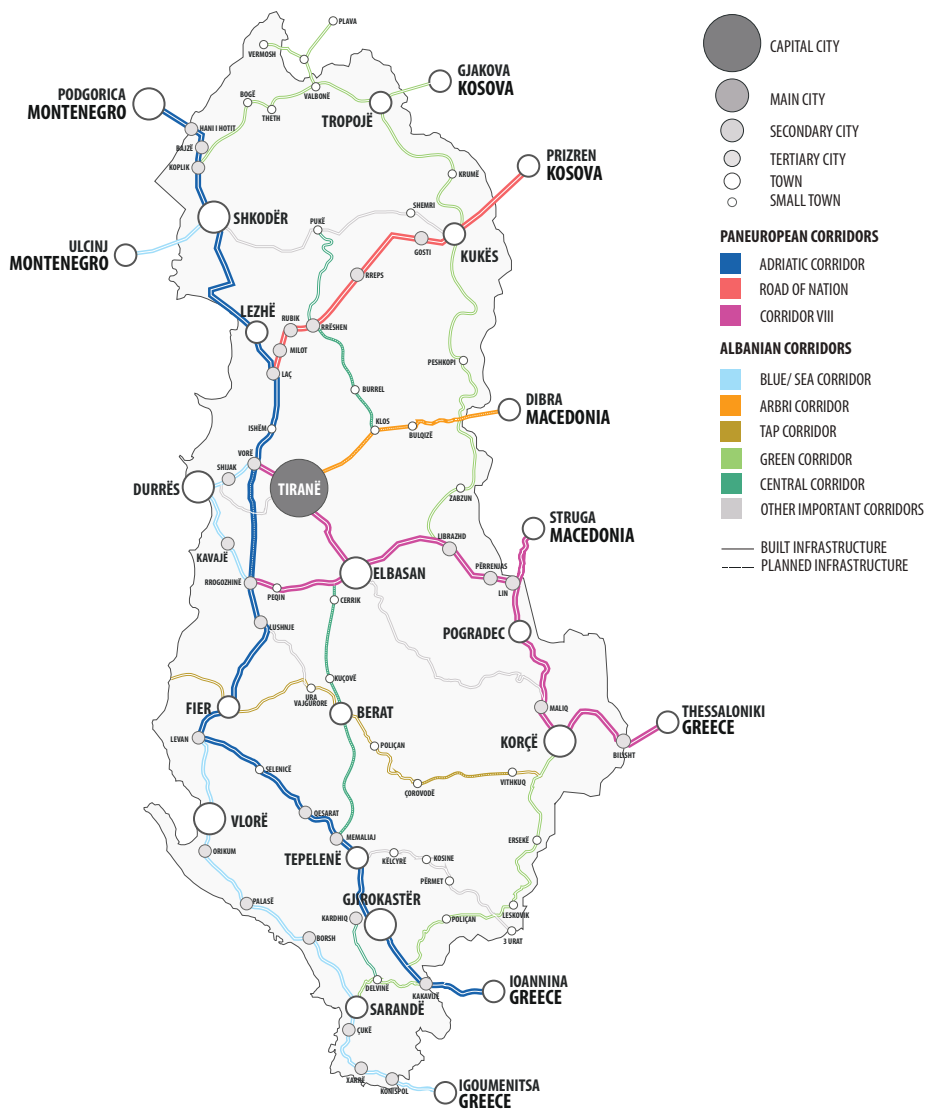 PLAVA
VERMOSH
VALBONË
BOGË
THETH
GJAKOVA
KOSOVA
TROPOJË
PODGORICA
MONTENEGRO
HANI I HOTIT
BAJZË
KOPLIK
PRIZREN
KOSOVA
KRUMË
SHEMRI
PUKË
SHKODËR
KUKËS
GOSTI
ULCINJ
MONTENEGRO
RREPS
LEZHË
RUBIK
RRËSHEN
MILOT
LAÇ
PESHKOPI
BURREL
DIBRA
MACEDONIA
KLOS
BULQIZË
ISHËM
VORË
SHIJAK
DURRËS
TIRANË
ZABZUN
STRUGA
MACEDONIA
LIBRAZHD
KAVAJË
ELBASAN
PËRRENJAS
LIN
RROGOZHINË
PEQIN
CERRIK
LUSHNJE
POGRADEC
KUÇOVË
URA
VAJGURORE
FIER
BERAT
MALIQ
THESSALONIKI
GREECE
LEVAN
POLIÇAN
KORÇË
BILISHT
SELENICË
ÇOROVODË
VITHKUQ
VLORË
QESARAT
MEMALIAJ
ERSEKË
ORIKUM
TEPELENË
KËLCYRË
KOSINE
PËRMET
PALASË
GJIROKASTËR
KARDHIQ
LESKOVIK
POLIÇAN
3 URAT
BORSH
DELVINË
KAKAVIJË
IOANNINA
GREECE
SARANDË
ÇUKË
XARRË
KONISPOL
IGOUMENITSA
GREECE
CAPITAL CITY
MAIN CITY
SECONDARY CITY
TERTIARY CITY
TOWN
SMALL TOWN
PANEUROPEAN CORRIDORS
ADRIATIC CORRIDOR
ROAD OF NATION
CORRIDOR VIII
ALBANIAN CORRIDORS
BLUE/ SEA CORRIDOR
ARBRI CORRIDOR
TAP CORRIDOR
GREEN CORRIDOR
CENTRAL CORRIDOR
OTHER IMPORTANT CORRIDORS
BUILT INFRASTRUCTURE
PLANNED INFRASTRUCTURE